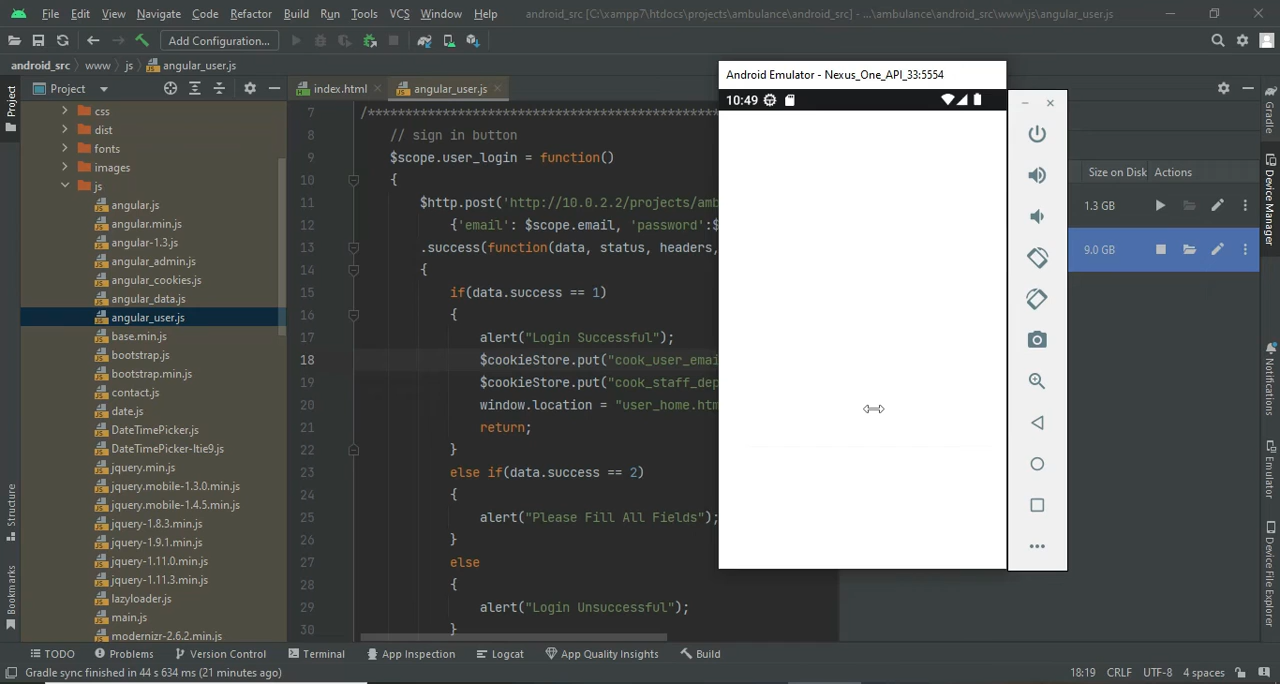 File Edit View Navigate Code Refactor Build Run Tools VCS Window Help android_src [C:\xampp7\htdocs\projects\ambulance\android_src] - ...\ambulance\android_src\www\js\angular_user.js
Add Configuration...
android_src www js angular_user.js
Project
index.html
angular_user.js
css
dist
fonts
images
js
angular.js
angular.min.js
angular-1.3.js
angular_admin.js
angular_cookies.js
angular_data.js
angular_user.js
base.min.js
bootstrap.js
bootstrap.min.js
contact.js
date.js
DateTimePicker.js
DateTimePicker-ltie9.js
jquery.min.js
jquery.mobile-1.3.0.min.js
jquery.mobile-1.4.5.min.js
jquery-1.8.3.min.js
jquery-1.9.1.min.js
jquery-1.11.0.min.js
jquery-1.11.3.min.js
lazyloader.js
main.js
modernizr-2.6.2.min.js
7 /************************************************
8 // sign in button
9 $scope.user_login = function()
10 {
11 $http.post('http://10.0.2.2/projects/amb
12 {'email': $scope.email, 'password':$
13 .success(function(data, status, headers,
14 {
15 if(data.success == 1)
16 {
17 alert("Login Successful");
18 $cookieStore.put("cook_user_emai
19 $cookieStore.put("cook_staff_dep
20 window.location = "user_home.htm
21 return;
22 }
23 else if(data.success == 2)
24 {
25 alert("Please Fill All Fields");
26 }
27 else
28 {
29 alert("Login Unsuccessful");
30 }
Android Emulator - Nexus_One_API_33:5554
10:49
Size on Disk Actions
1.3 GB
9.0 GB
Project
Structure
Bookmarks
Gradle
Device Manager
Notifications
Emulator
Device File Explorer
TODO Problems Version Control Terminal App Inspection Logcat App Quality Insights Build
Gradle sync finished in 44 s 634 ms (21 minutes ago)
18:19 CRLF UTF-8 4 spaces